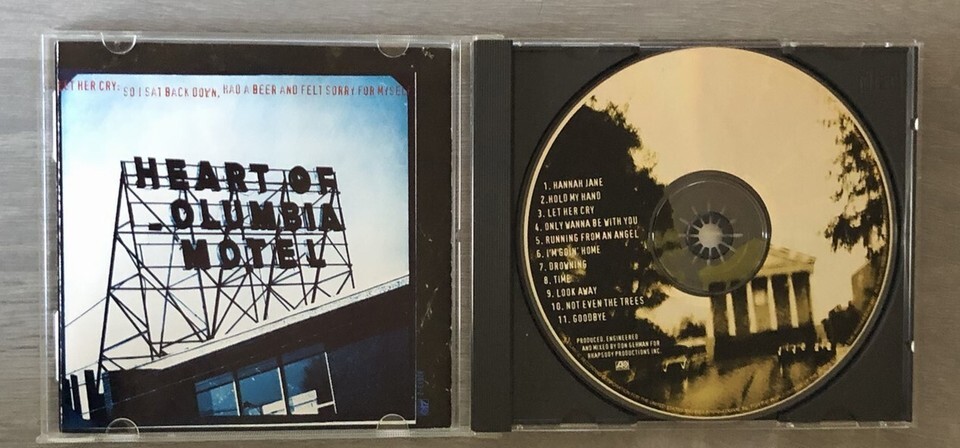 LET HER CRY: SO I SAT BACK DOWN, HAD A BEER AND FELT SORRY FOR MYSEL
HEART OF
_OLUMBIA
MOTEL
1. HANNAH JANE
2. HOLD MY HAND
3. LET HER CRY
4. ONLY WANNA BE WITH YOU
5. RUNNING FROM AN ANGEL
6. I'M GOIN' HOME
7. DROWNING
8. TIME
9. LOOK AWAY
10. NOT EVEN THE TREES
11. GOODBYE
PRODUCED, ENGINEERED
AND MIXED BY DON GEHMAN FOR
RHAPSODY PRODUCTIONS INC.